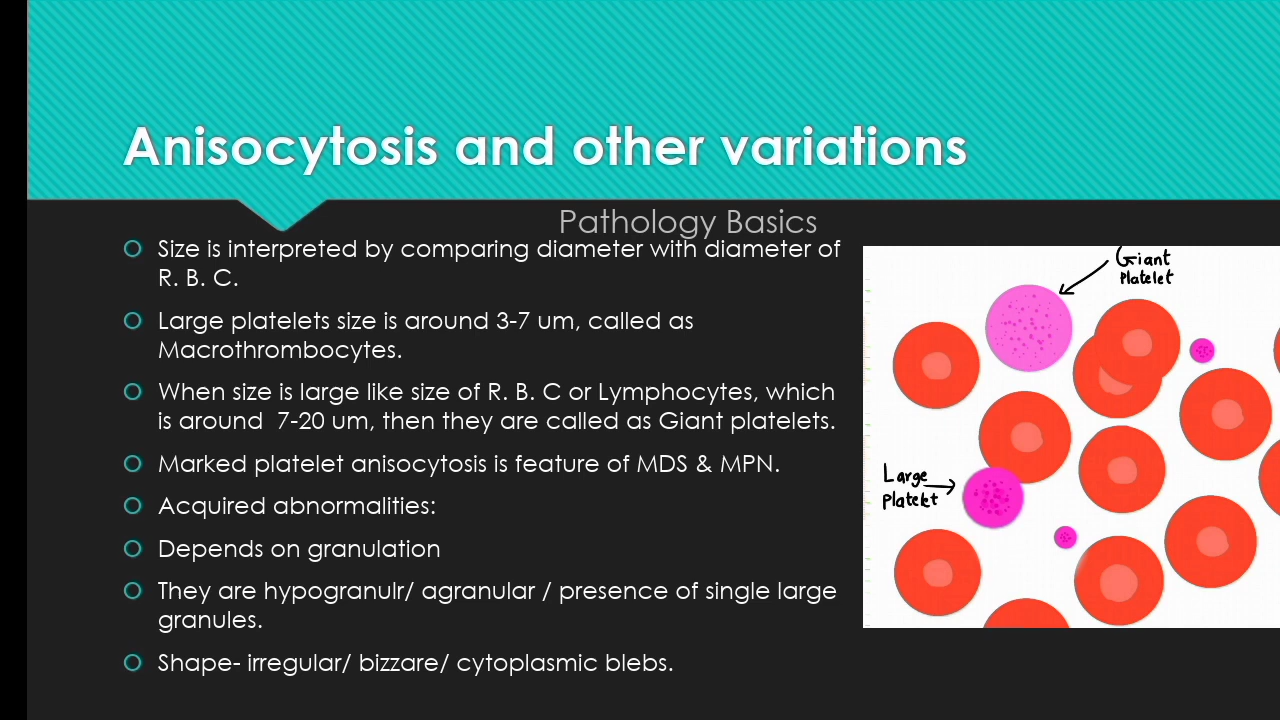 Anisocytosis and other variations
Pathology Basics
Size is interpreted by comparing diameter with diameter of
R. B. C.
Large platelets size is around 3-7 um, called as
Macrothrombocytes.
When size is large like size of R. B. C or Lymphocytes, which
is around  7-20 um, then they are called as Giant platelets.
Marked platelet anisocytosis is feature of MDS & MPN.
Acquired abnormalities:
Depends on granulation
They are hypogranulr/ agranular / presence of single large
granules.
Shape- irregular/ bizzare/ cytoplasmic blebs.
Giant
Platelet
Large
Platelet